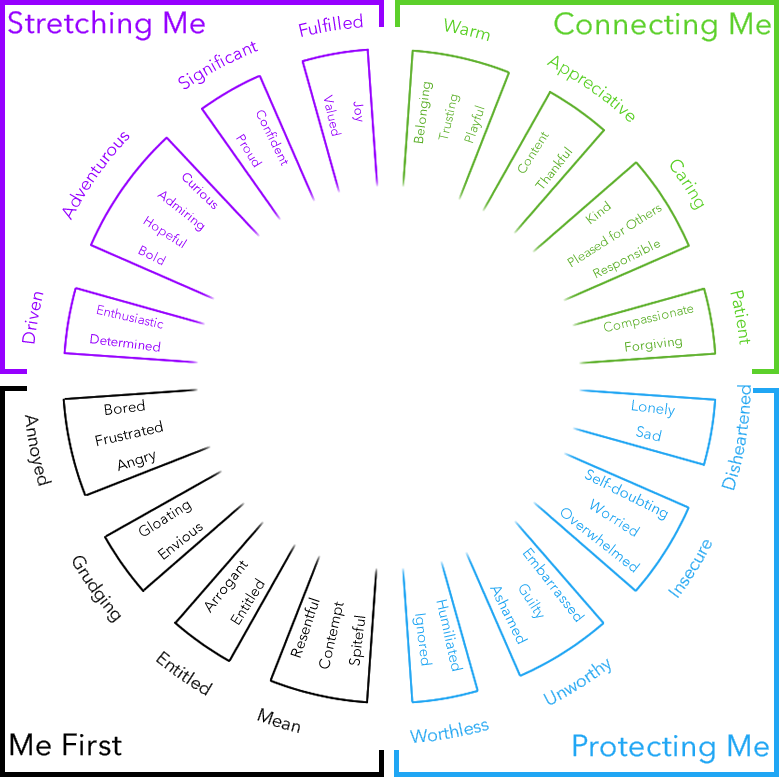 Stretching Me
Fulfilled
Valued
Joy
Significant
Proud
Confident
Adventurous
Curious
Admiring
Hopeful
Bold
Driven
Enthusiastic
Determined
Connecting Me
Warm
Belonging
Trusting
Playful
Appreciative
Content
Thankful
Caring
Kind
Pleased for Others
Responsible
Patient
Compassionate
Forgiving
Annoyed
Bored
Frustrated
Angry
Grudging
Gloating
Envious
Entitled
Arrogant
Entitled
Mean
Resentful
Contempt
Spiteful
Me First
Disheartened
Lonely
Sad
Insecure
Self-doubting
Worried
Overwhelmed
Unworthy
Embarrassed
Guilty
Ashamed
Worthless
Humiliated
Ignored
Protecting Me